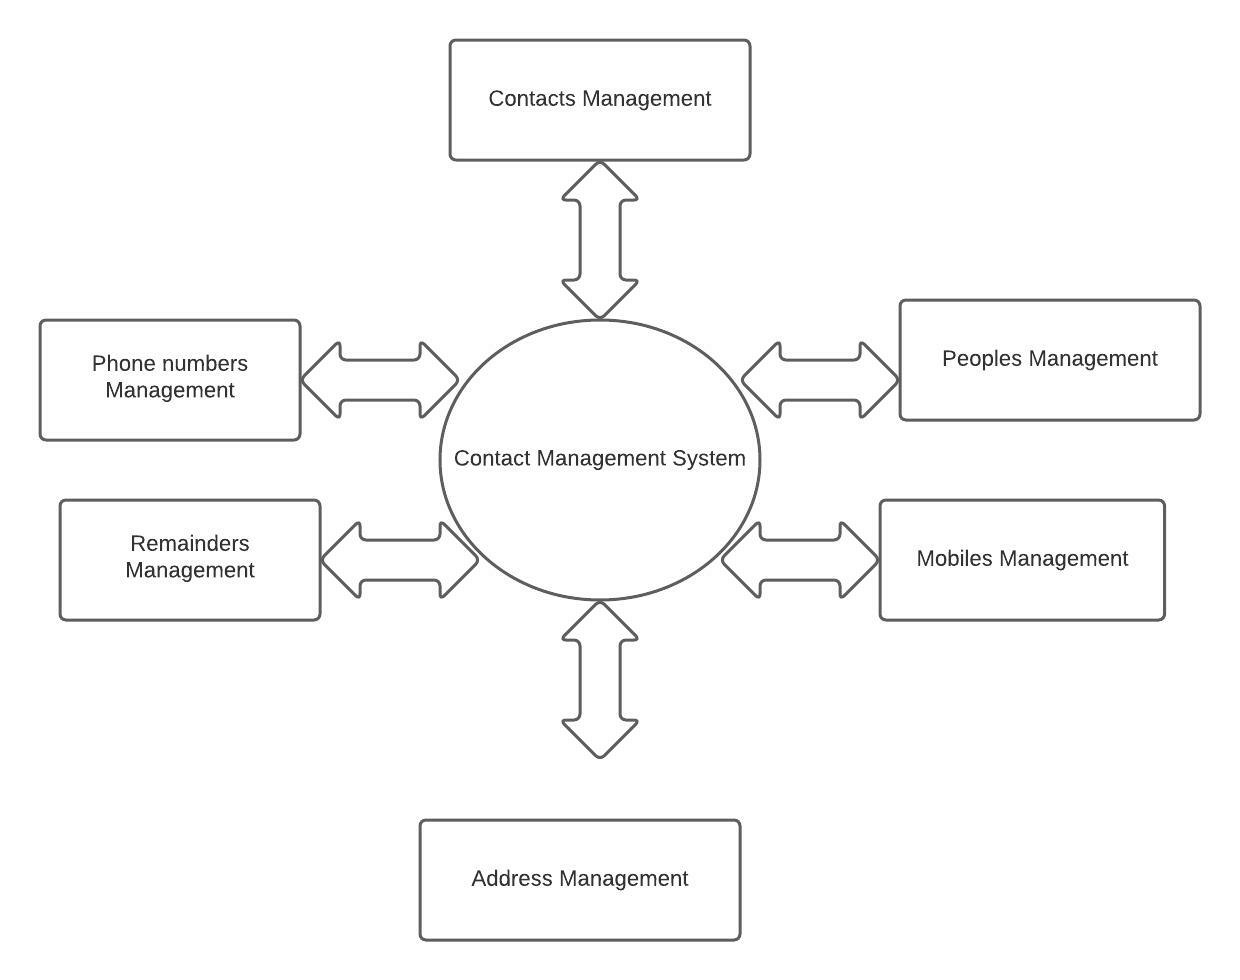 Contacts Management
Phone numbers
Management
Peoples Management
Contact Management System
Remainders
Management
Mobiles Management
Address Management